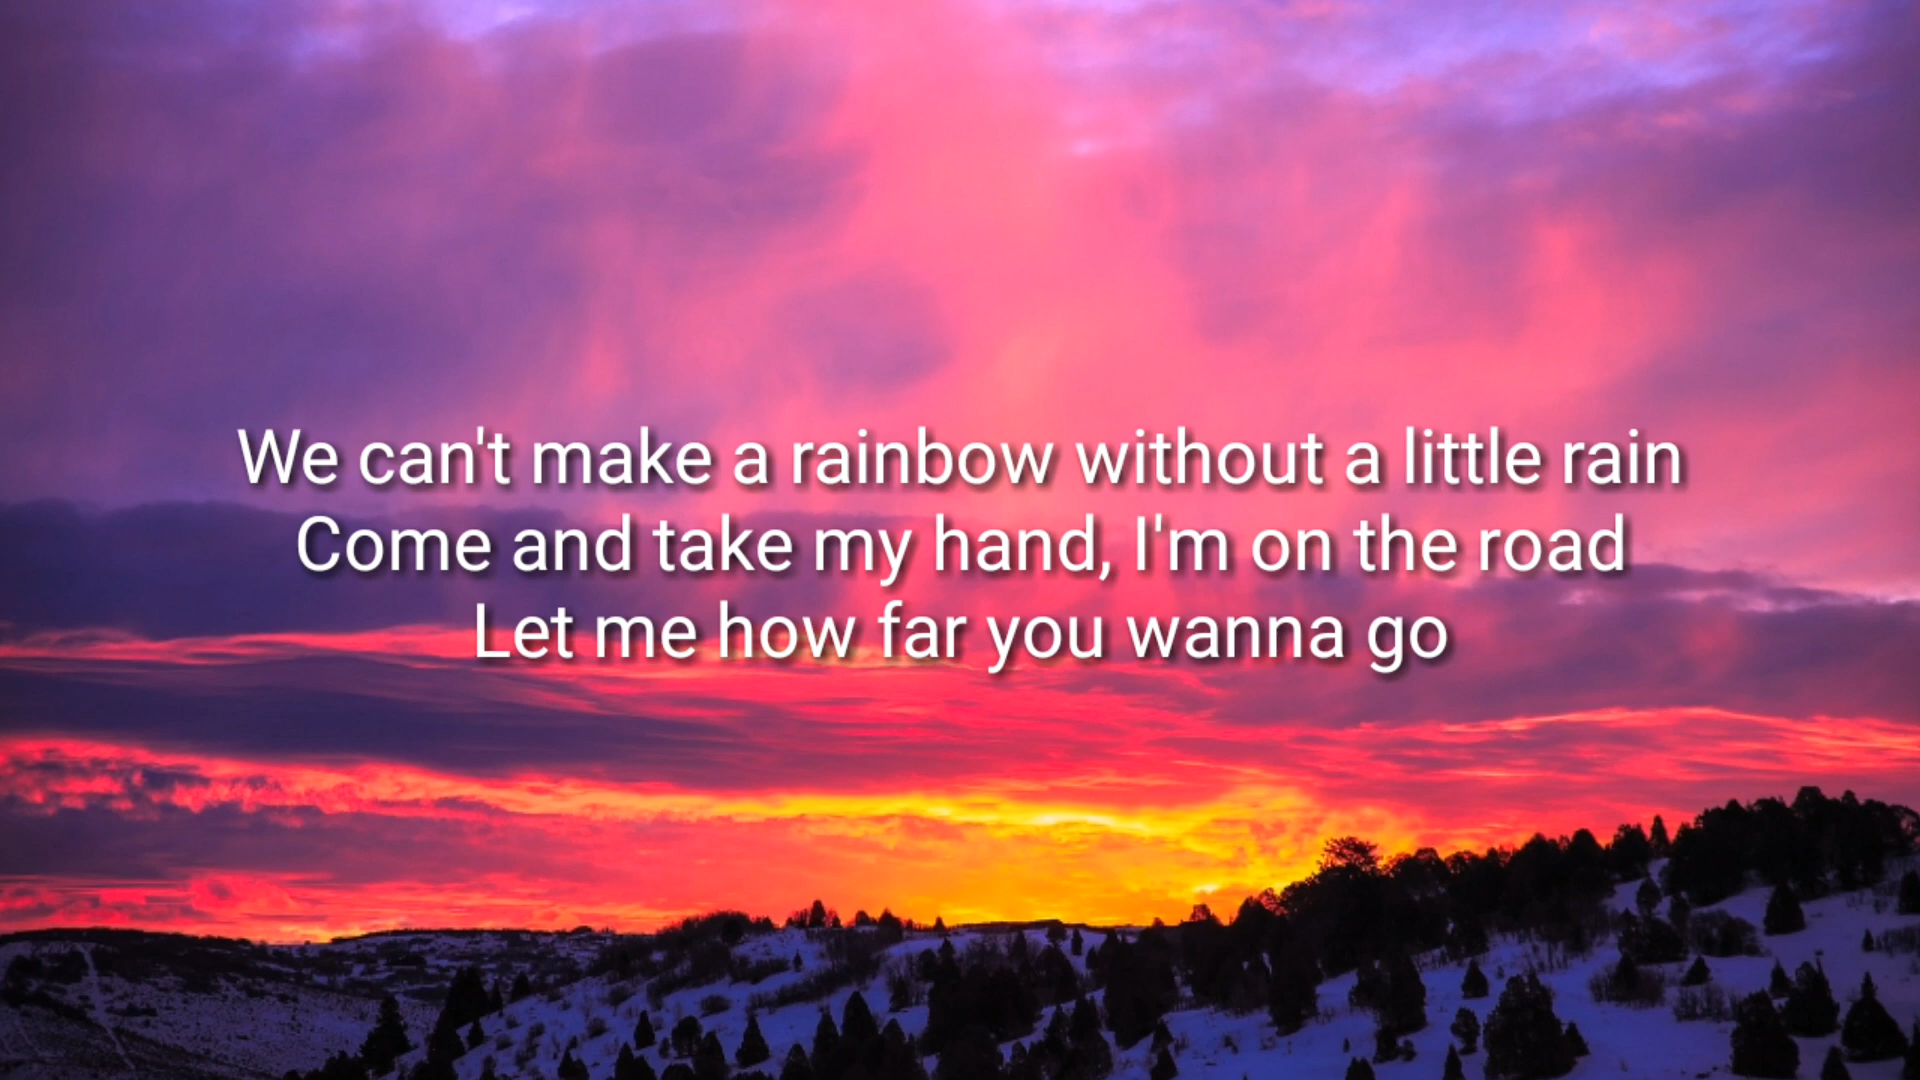 We can't make a rainbow without a little rain
Come and take my hand, I'm on the road
Let me how far you wanna go